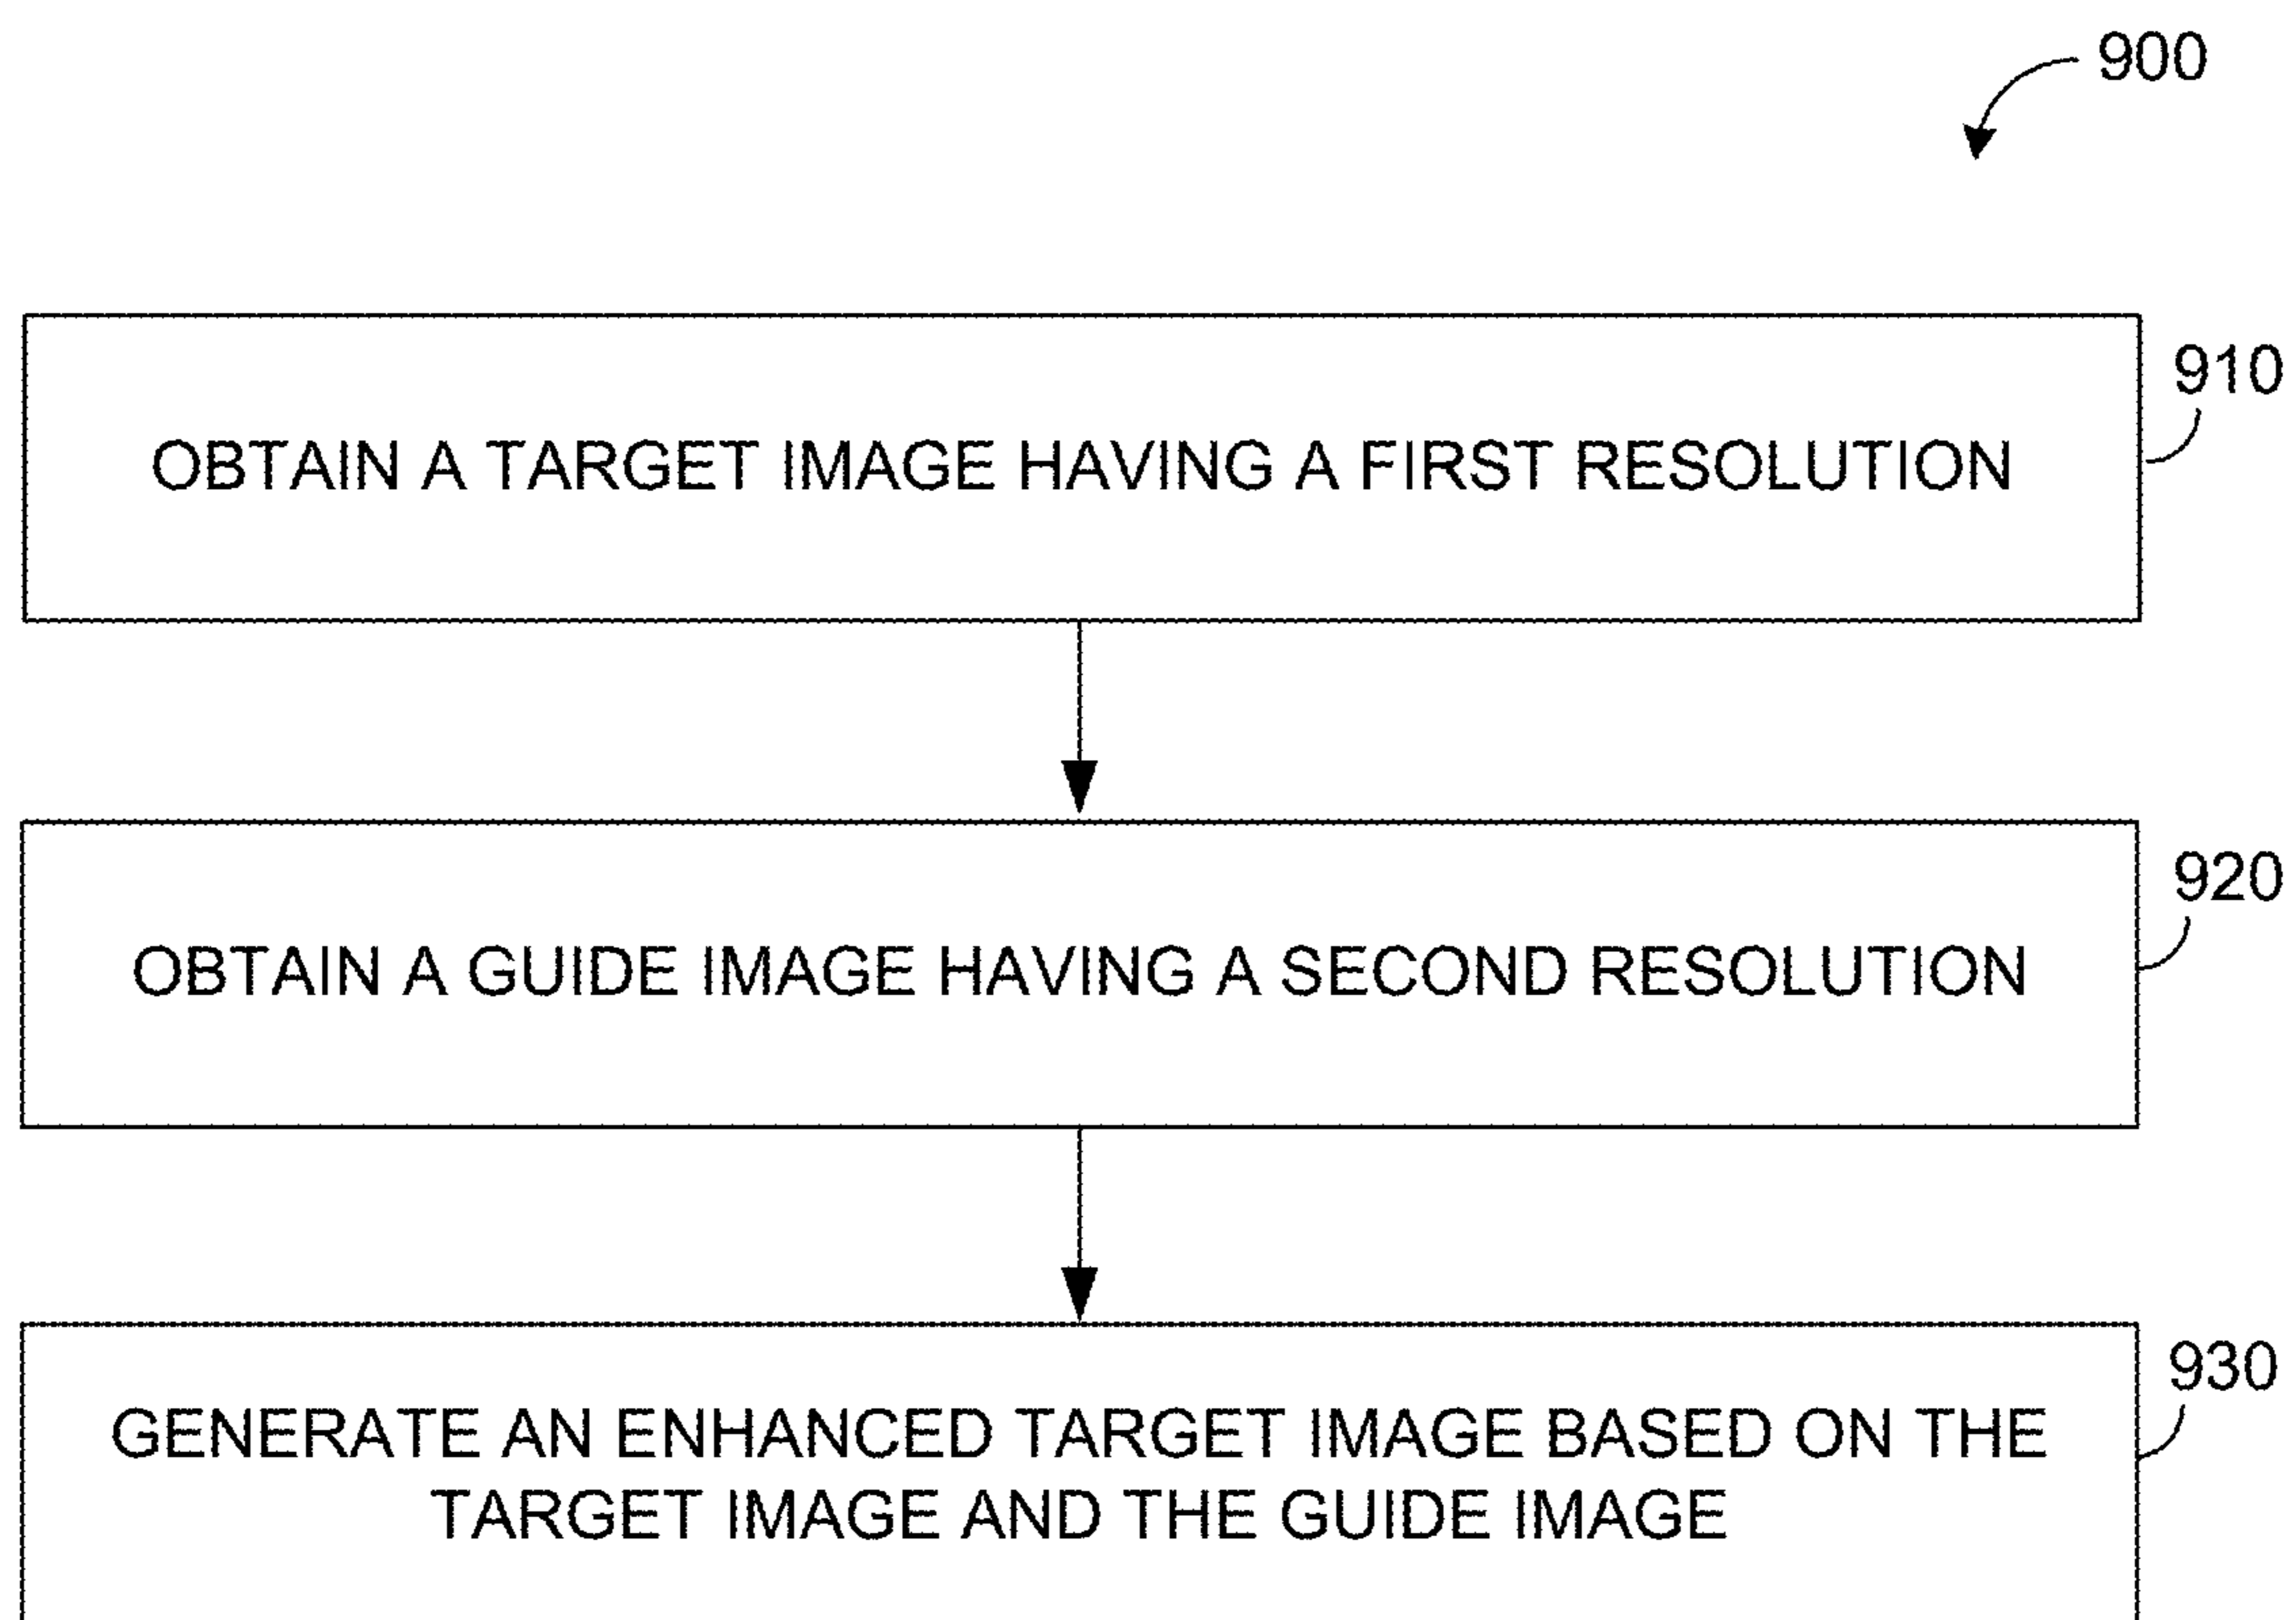 900
910
OBTAIN A TARGET IMAGE HAVING A FIRST RESOLUTION
920
OBTAIN A GUIDE IMAGE HAVING A SECOND RESOLUTION
930
GENERATE AN ENHANCED TARGET IMAGE BASED ON THE
TARGET IMAGE AND THE GUIDE IMAGE